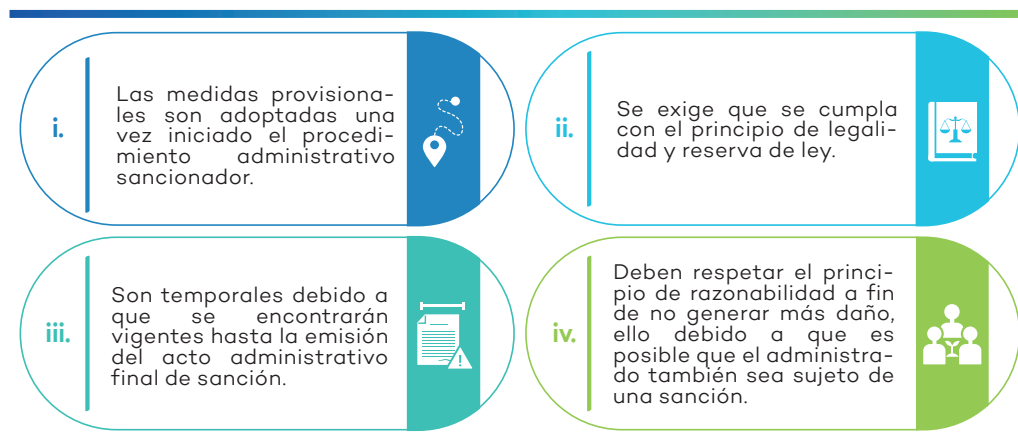 i.
Las medidas provisiona-
les son adoptadas una
vez iniciado el procedi-
miento administrativo
sancionador.
ii.
Se exige que se cumpla
con el principio de legali-
dad y reserva de ley.
iii.
Son temporales debido a
que se encontrarán
vigentes hasta la emisión
del acto administrativo
final de sanción.
iv.
Deben respetar el princi-
pio de razonabilidad a fin
de no generar más daño,
ello debido a que es
posible que el administra-
do también sea sujeto de
una sanción.